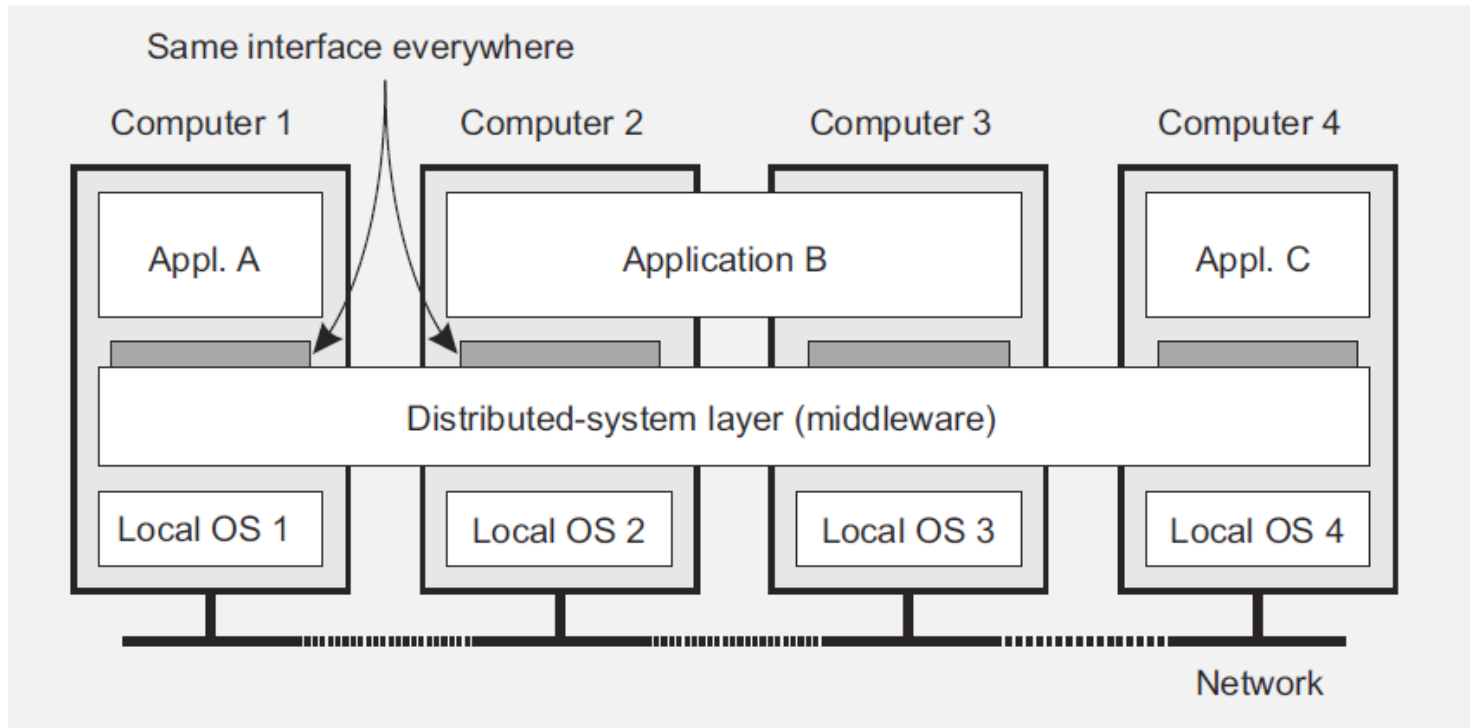 Same interface everywhere
Computer 1
Computer 2
Computer 3
Computer 4
Appl. A
Application B
Appl. C
Distributed-system layer (middleware)
Local OS 1
Local OS 2
Local OS 3
Local OS 4
Network